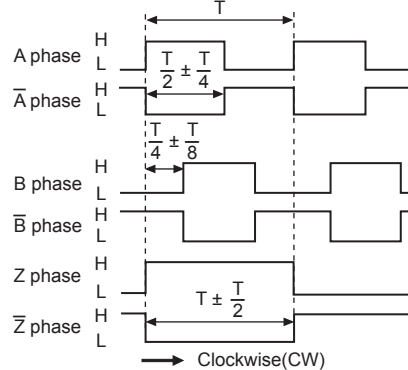 T
H
A phase
L
T/2 ± T/4
H
A̅ phase
L
T/4 ± T/8
H
B phase
L
H
B̅ phase
L
H
Z phase
L
T ± T/2
H
Z̅ phase
L
Clockwise(CW)